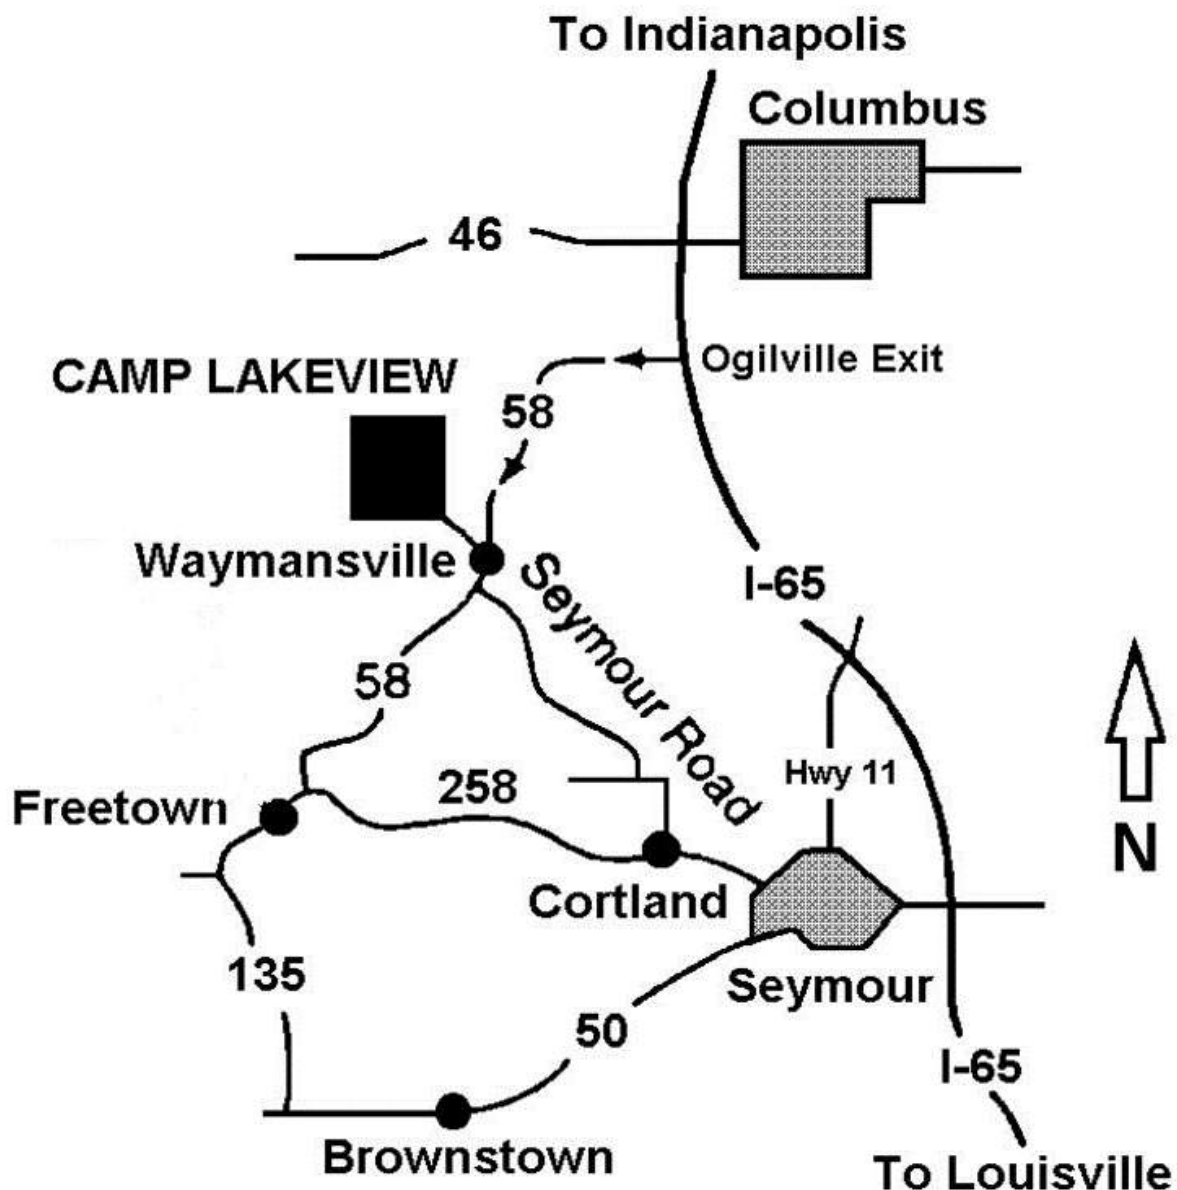 To Indianapolis
Columbus
46
Ogilville Exit
CAMP LAKEVIEW
58
Waymansville
Seymour Road
I-65
58
Hwy 11
258
Freetown
N
Cortland
135
Seymour
50
I-65
Brownstown
To Louisville